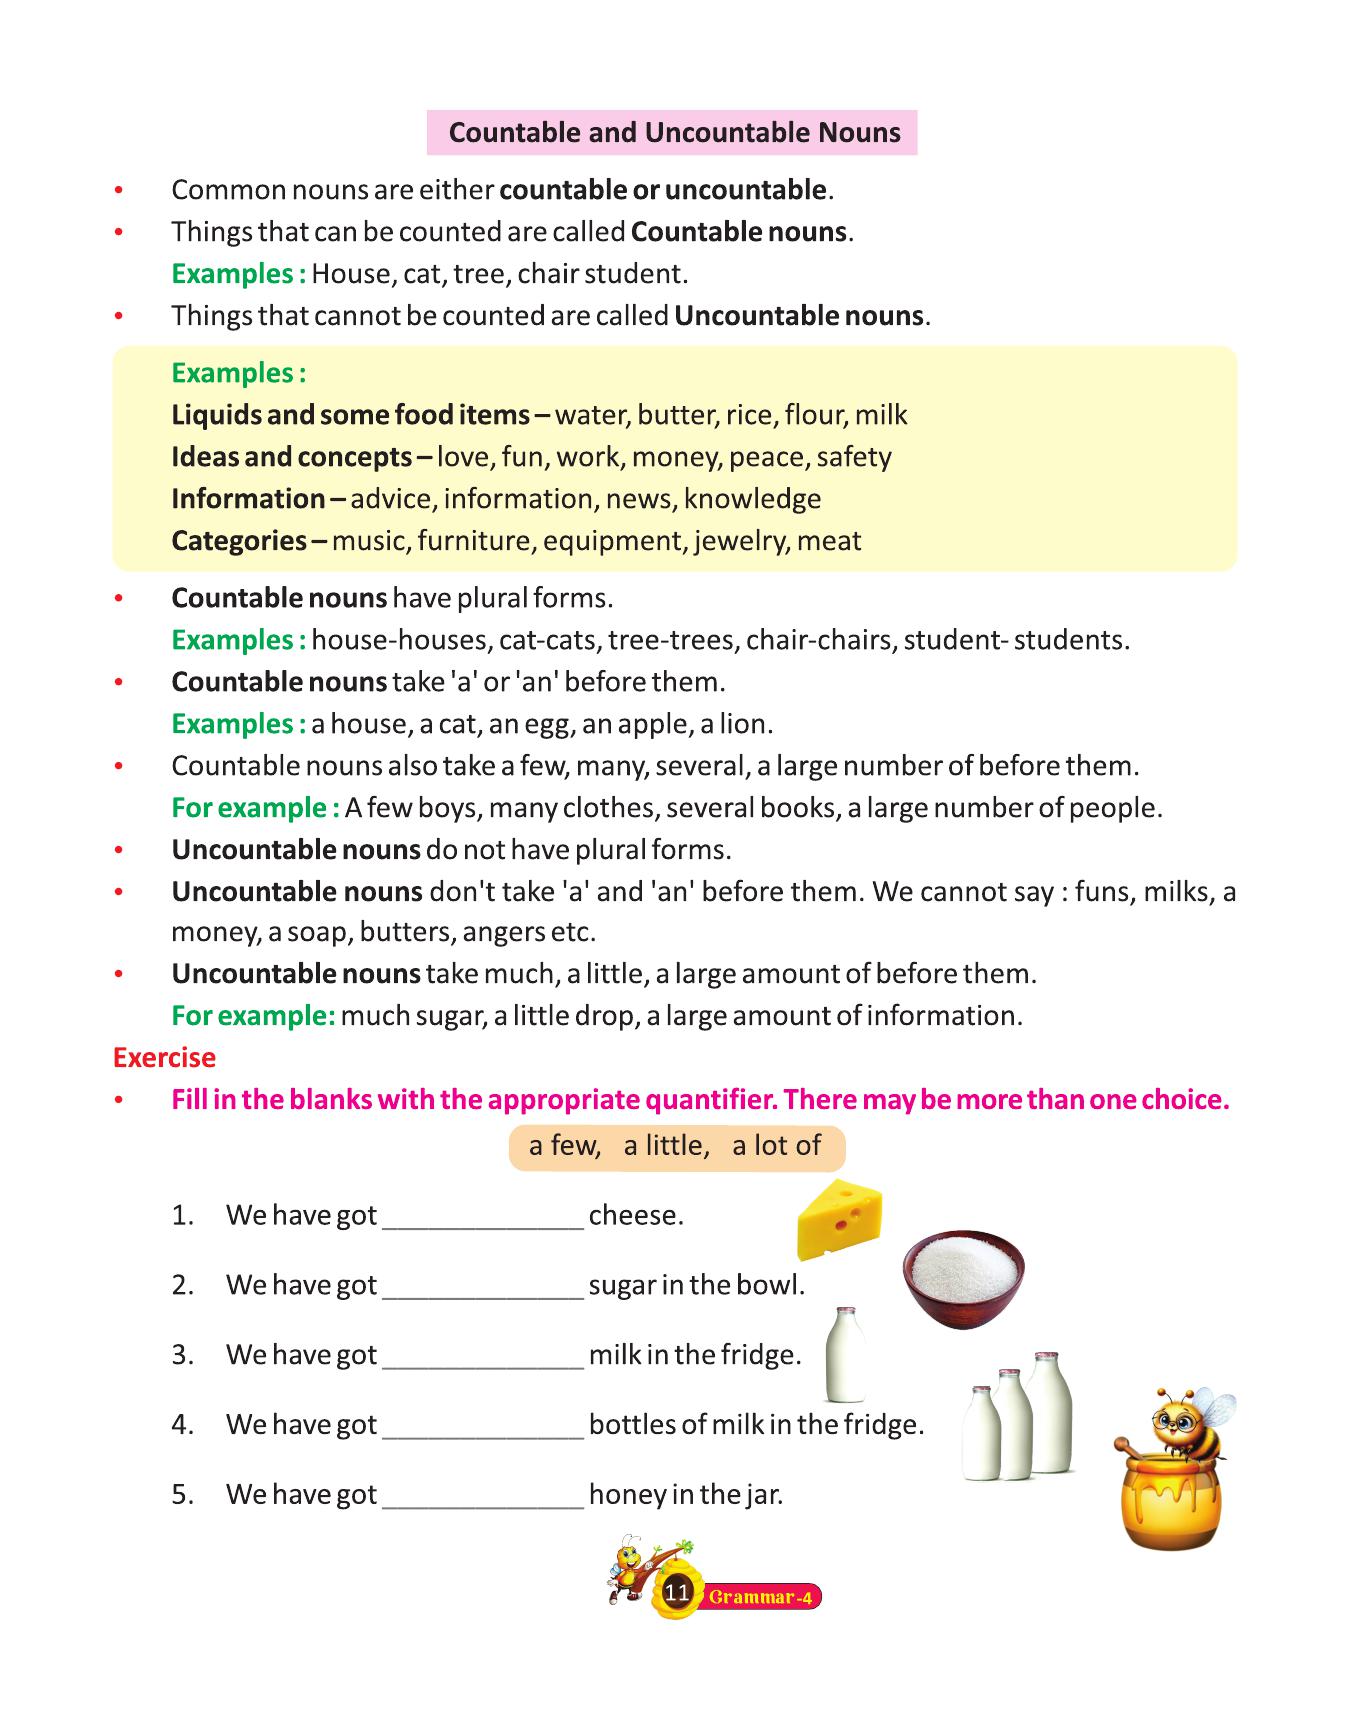 Countable and Uncountable Nouns
• Common nouns are either countable or uncountable.
• Things that can be counted are called Countable nouns.
Examples : House, cat, tree, chair student.
• Things that cannot be counted are called Uncountable nouns.
Examples :
Liquids and some food items – water, butter, rice, flour, milk
Ideas and concepts – love, fun, work, money, peace, safety
Information – advice, information, news, knowledge
Categories – music, furniture, equipment, jewelry, meat
• Countable nouns have plural forms.
Examples : house-houses, cat-cats, tree-trees, chair-chairs, student- students.
• Countable nouns take 'a' or 'an' before them.
Examples : a house, a cat, an egg, an apple, a lion.
• Countable nouns also take a few, many, several, a large number of before them.
For example : A few boys, many clothes, several books, a large number of people.
• Uncountable nouns do not have plural forms.
• Uncountable nouns don't take 'a' and 'an' before them. We cannot say : funs, milks, a
money, a soap, butters, angers etc.
• Uncountable nouns take much, a little, a large amount of before them.
For example: much sugar, a little drop, a large amount of information.
Exercise
• Fill in the blanks with the appropriate quantifier. There may be more than one choice.
a few, a little, a lot of
1. We have got ______________ cheese.
2. We have got ______________ sugar in the bowl.
3. We have got ______________ milk in the fridge.
4. We have got ______________ bottles of milk in the fridge.
5. We have got ______________ honey in the jar.
11 Grammar-4